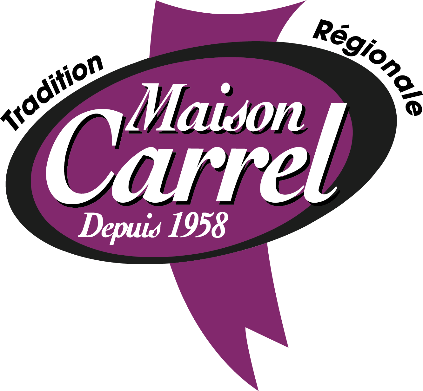 Tradition
Régionale
Maison
Carrel
Depuis 1958